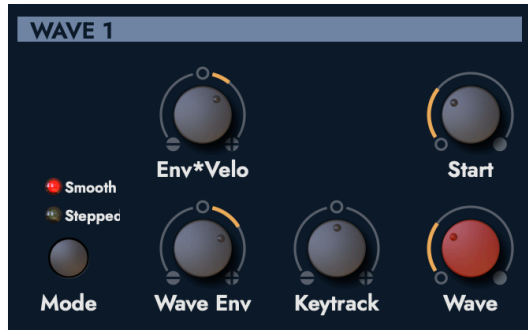 WAVE 1
Env*Velo
Start
Smooth
Stepped
Mode
Wave Env
Keytrack
Wave